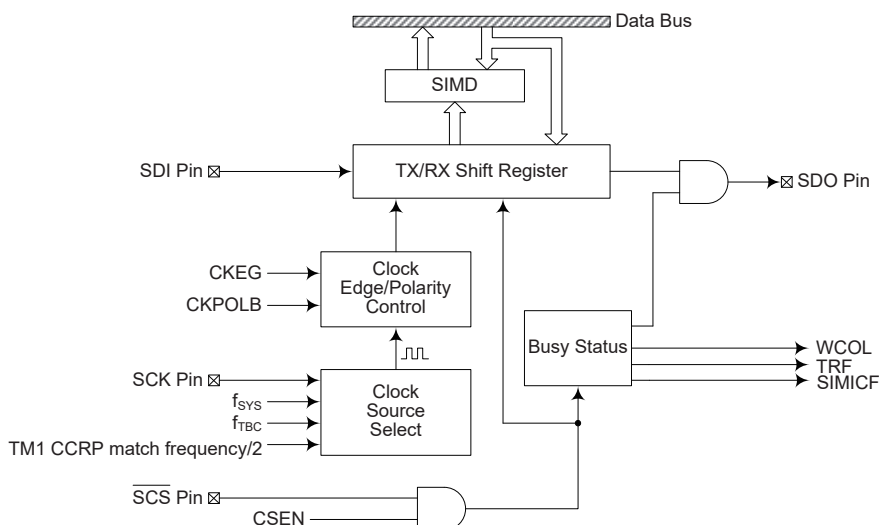 Data Bus
SIMD
SDI Pin
TX/RX Shift Register
SDO Pin
CKEG
CKPOLB
Clock
Edge/Polarity
Control
Busy Status
WCOL
TRF
SIMICF
SCK Pin
fSYS
fTBC
TM1 CCRP match frequency/2
Clock
Source
Select
SCS Pin
CSEN